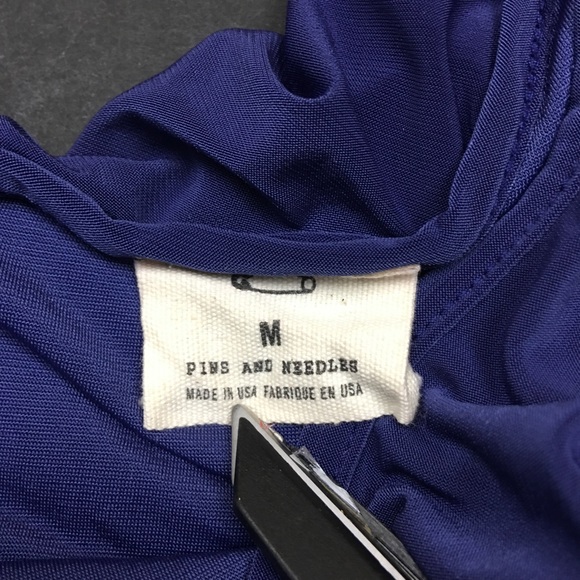 M
PINS AND NEEDLES
MADE IN USA FABRIQUE EN USA